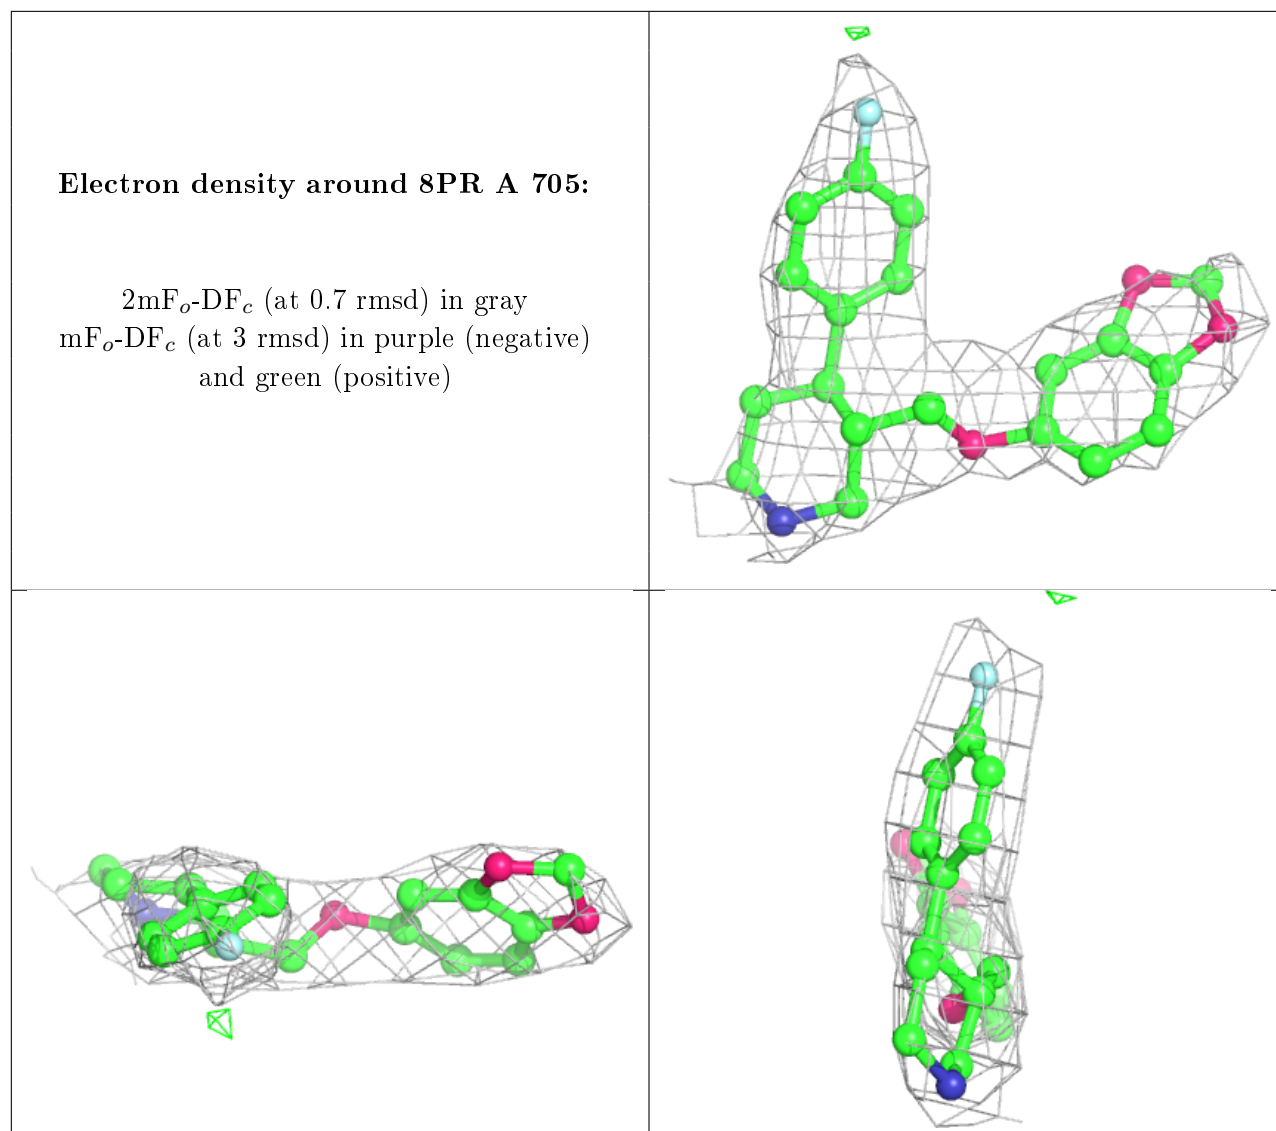 Electron density around 8PR A 705:
2mFo-DFc (at 0.7 rmsd) in gray
mFo-DFc (at 3 rmsd) in purple (negative)
and green (positive)